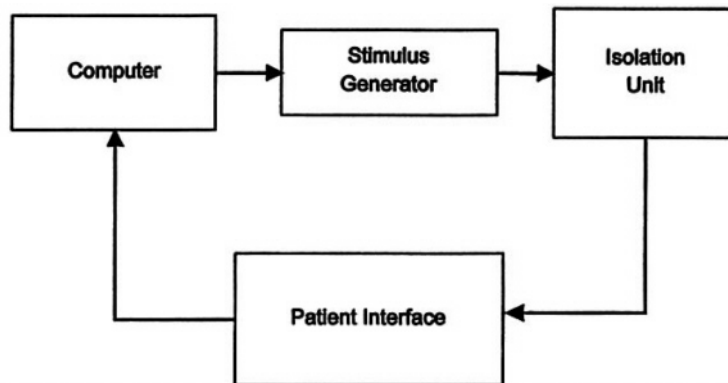 Computer
Stimulus
Generator
Isolation
Unit
Patient Interface